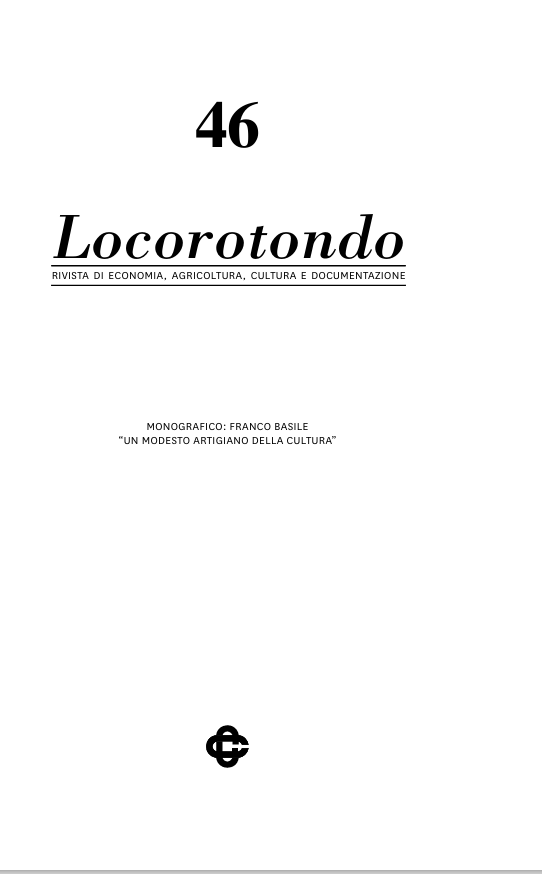 46
Locorotondo
RIVISTA DI ECONOMIA, AGRICOLTURA, CULTURA E DOCUMENTAZIONE
MONOGRAFICO: FRANCO BASILE
“UN MODESTO ARTIGIANO DELLA CULTURA”